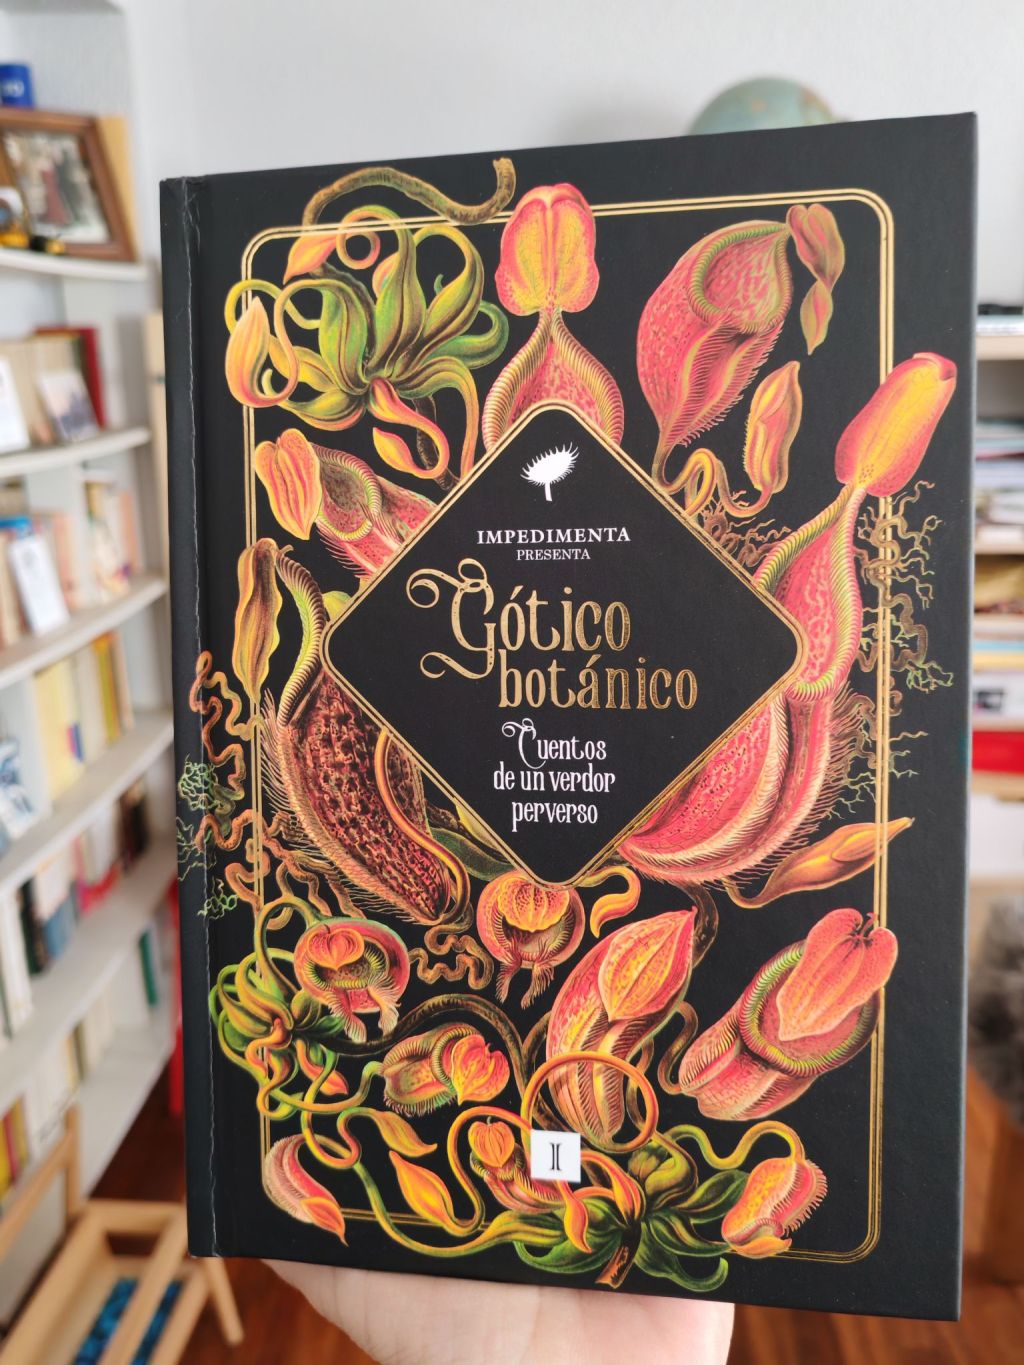 IMPEDIMENTA
PRESENTA
Gótico
botánico
Cuentos
de un verdor
perverso
I